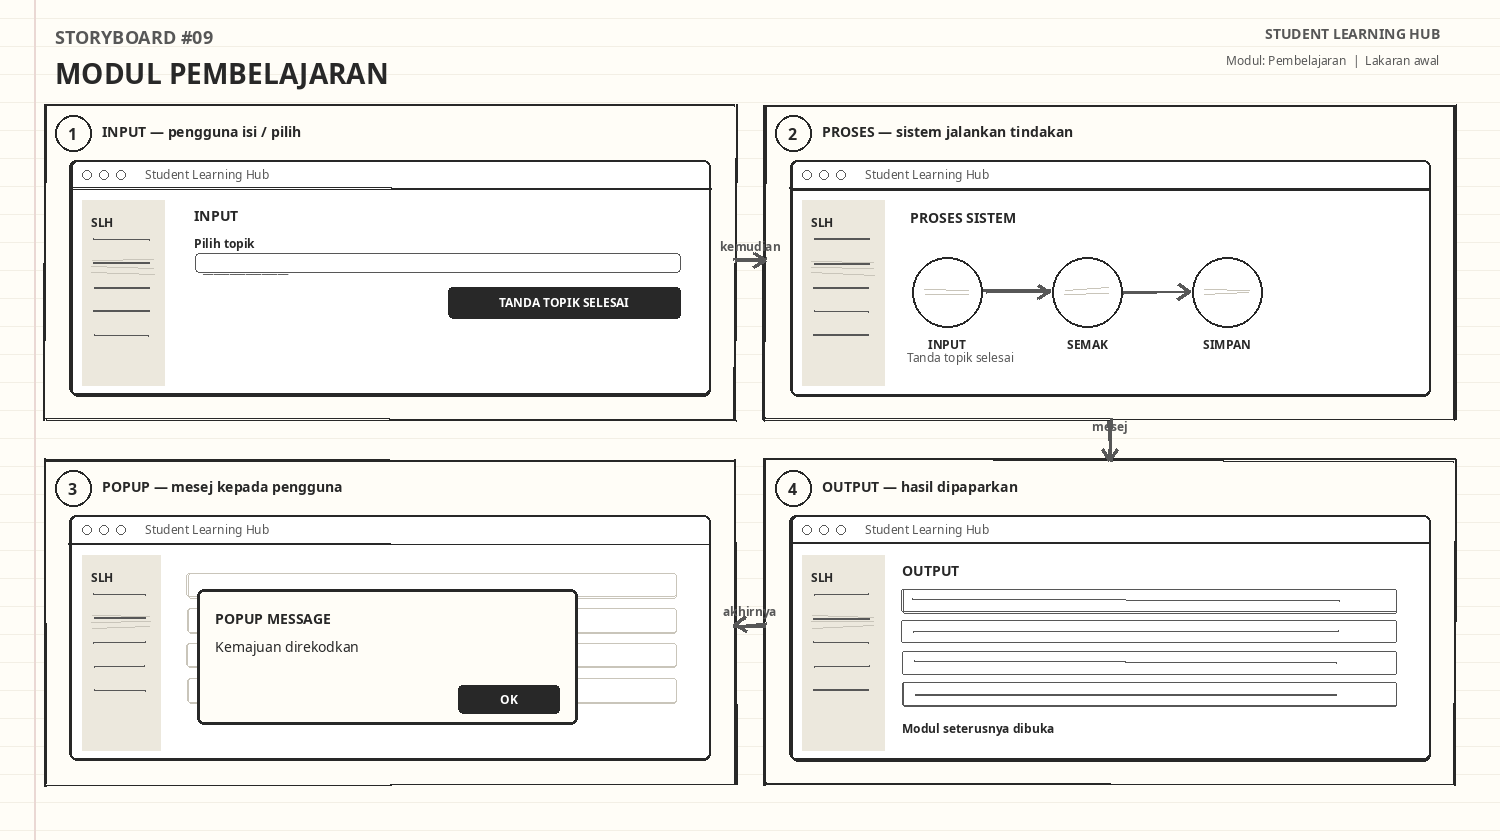 STORYBOARD #09
MODUL PEMBELAJARAN
STUDENT LEARNING HUB
Modul: Pembelajaran | Lakaran awal
1
INPUT — pengguna isi / pilih
Student Learning Hub
SLH
INPUT
Pilih topik
TANDA TOPIK SELESAI
kemudian
2
PROSES — sistem jalankan tindakan
Student Learning Hub
SLH
PROSES SISTEM
INPUT
Tanda topik selesai
SEMAK
SIMPAN
mesej
3
POPUP — mesej kepada pengguna
Student Learning Hub
SLH
POPUP MESSAGE
Kemajuan direkodkan
OK
akhirnya
4
OUTPUT — hasil dipaparkan
Student Learning Hub
SLH
OUTPUT
Modul seterusnya dibuka